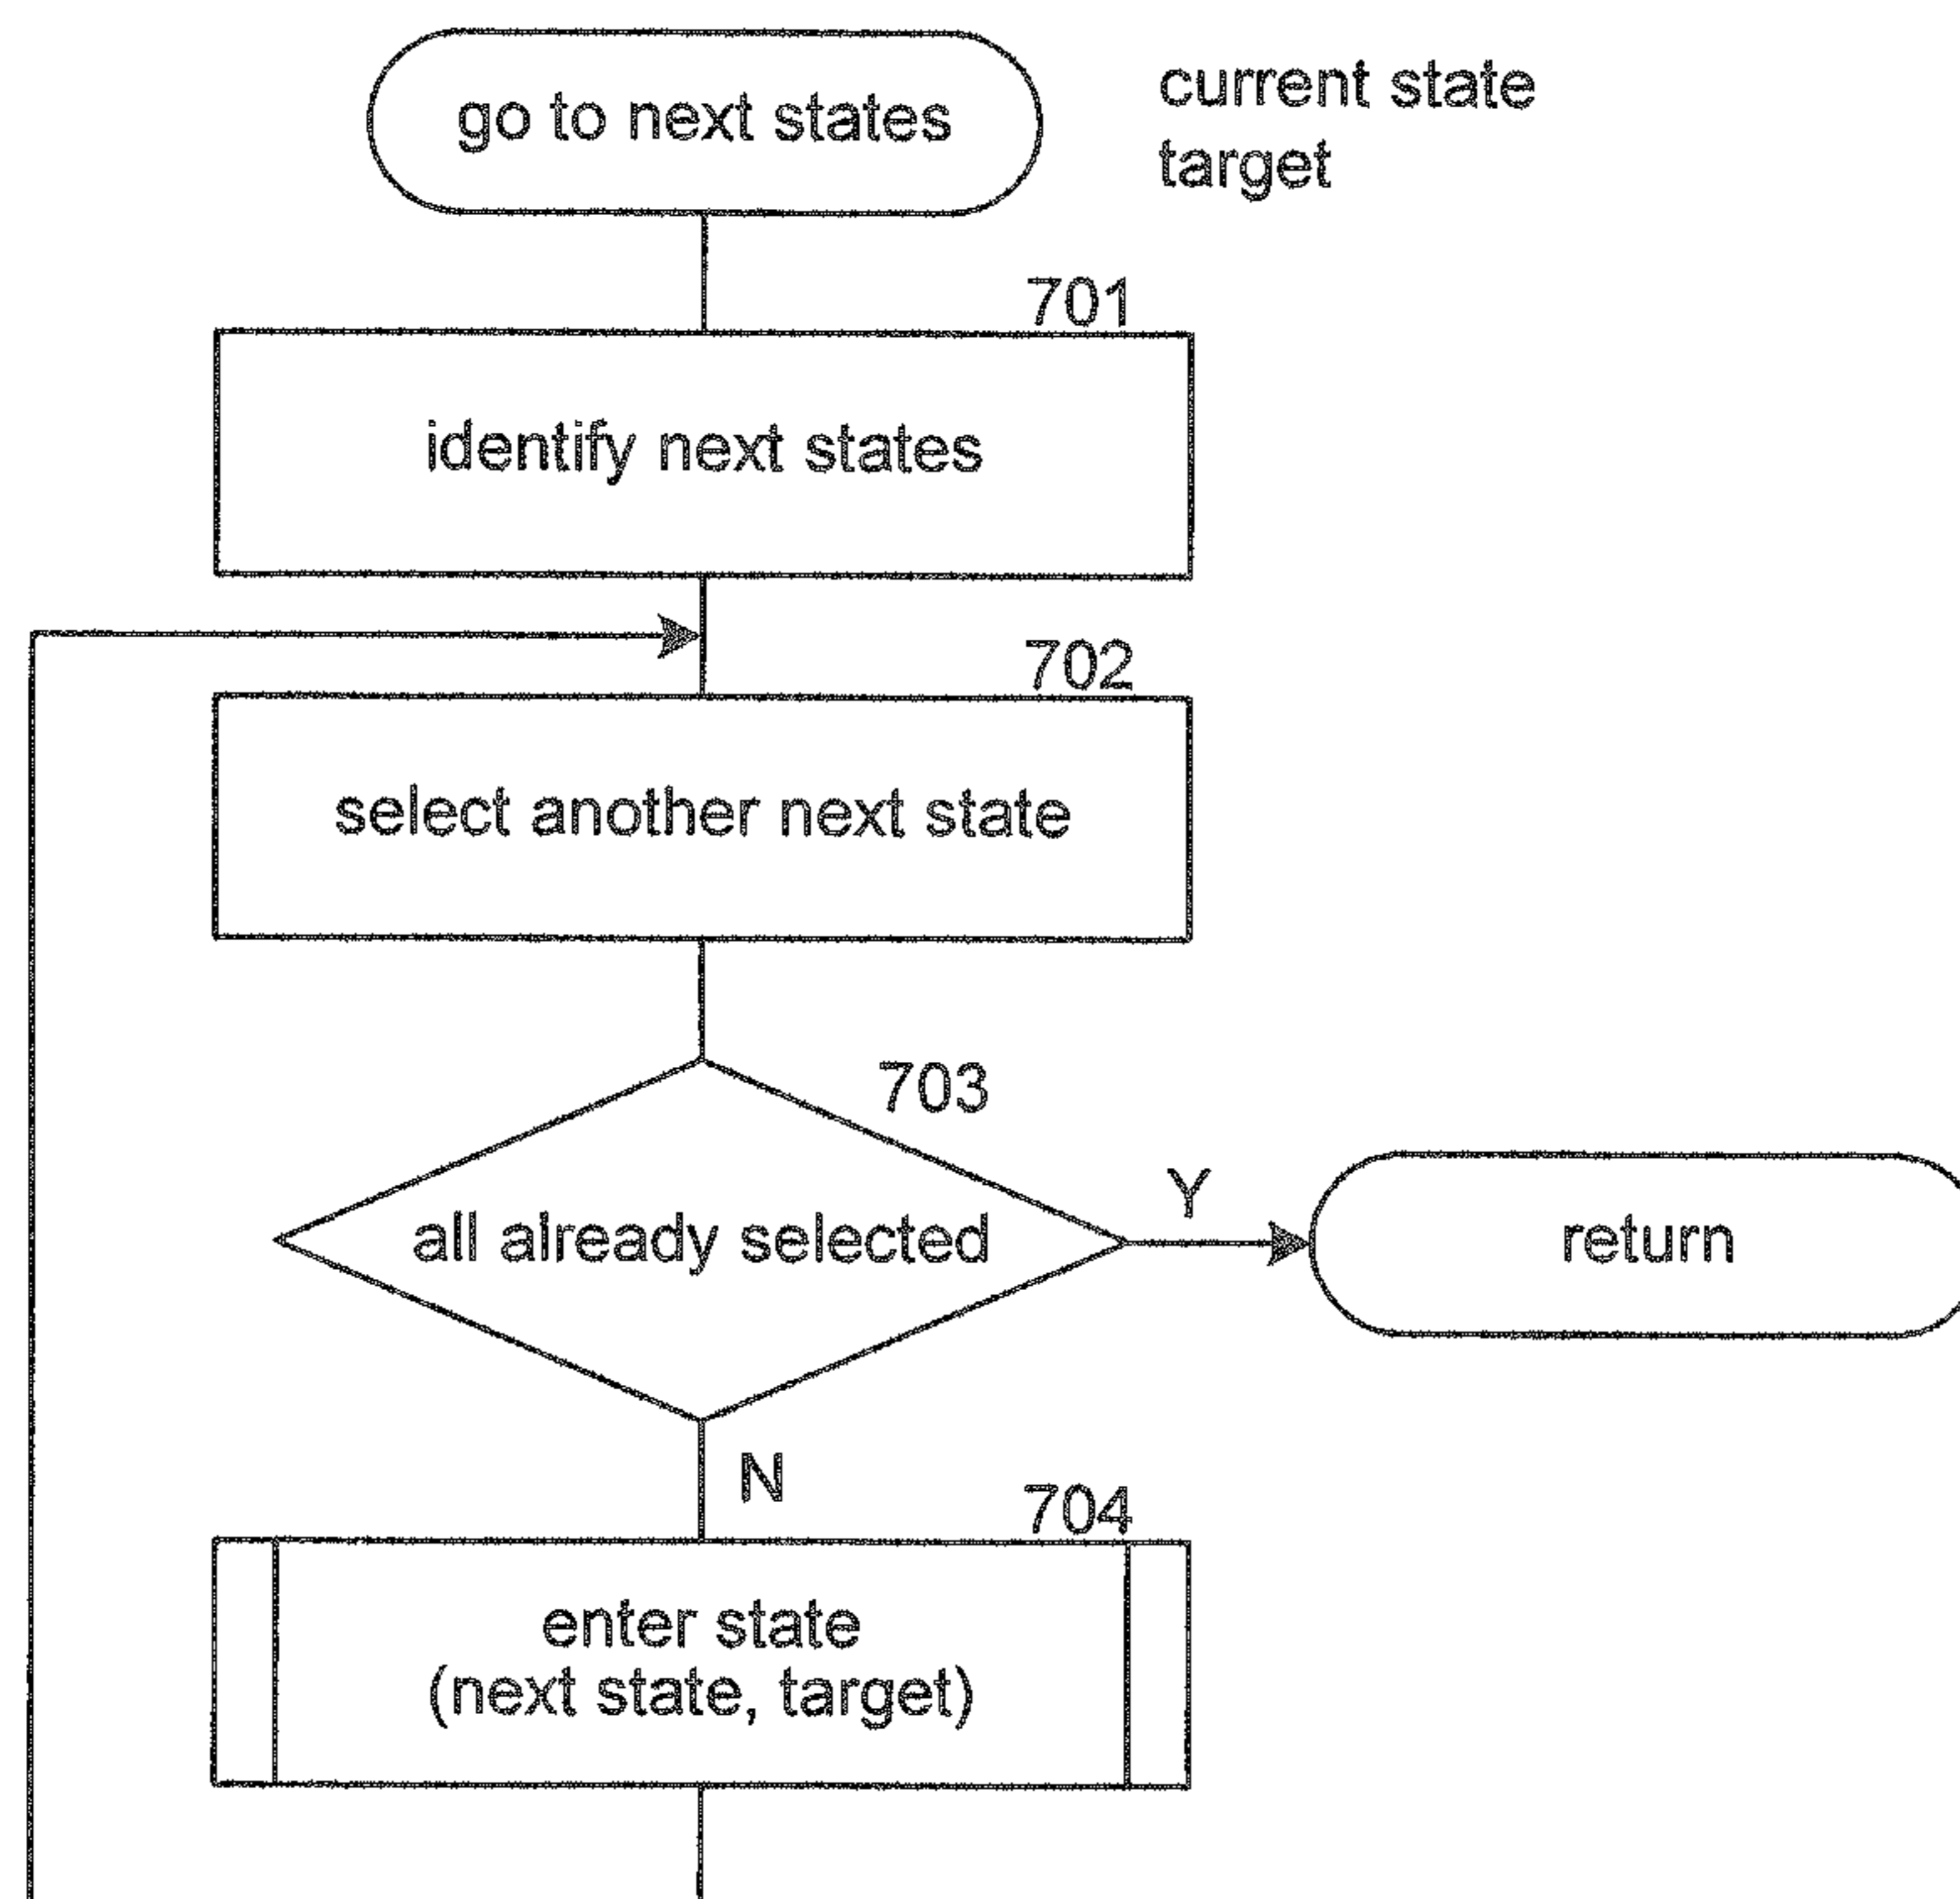 go to next states
current state
target
701
identify next states
702
select another next state
703
all already selected
Y
return
N
704
enter state
(next state, target)